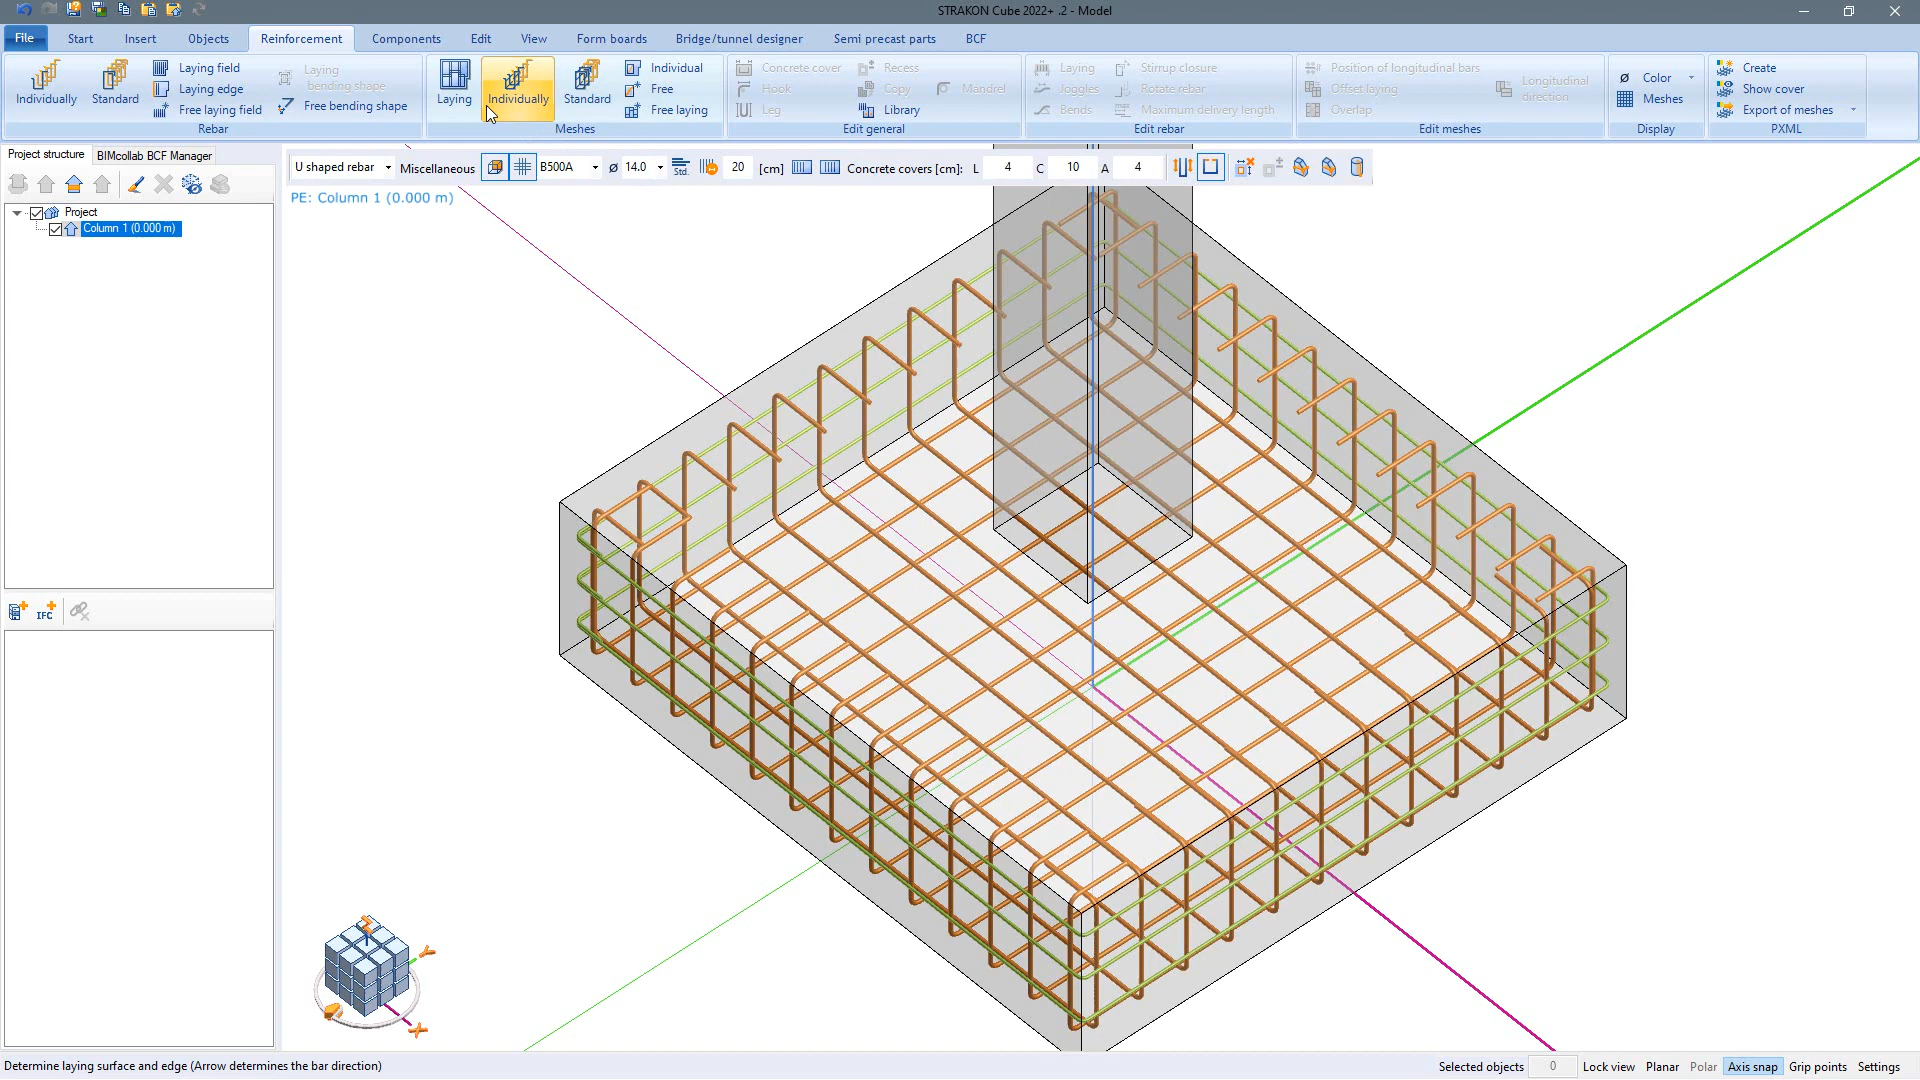 STRAKON Cube 2022+ .2 - Model
File Start Insert Objects Reinforcement Components Edit View Form boards Bridge/tunnel designer Semi precast parts BCF
Individually
Standard
Laying field
Laying edge
Free laying field
Laying
bending shape
Free bending shape
Rebar
Laying
Individually
Standard
Individual
Free
Free laying
Meshes
Concrete cover
Hook
Leg
Recess
Copy
Library
Mandrel
Edit general
Laying
Joggles
Bends
Stirrup closure
Rotate rebar
Maximum delivery length
Edit rebar
Position of longitudinal bars
Offset laying
Overlap
Longitudinal
direction
Edit meshes
Ø Color
Meshes
Display
Create
Show cover
Export of meshes
PXML
Project structure BIMcollab BCF Manager
U shaped rebar Miscellaneous B500A ø 14.0 Std. 20 [cm] Concrete covers [cm]: L 4 C 10 A 4
PE: Column 1 (0.000 m)
Project
Column 1 (0.000 m)
IFC
Z
Y
X
Determine laying surface and edge (Arrow determines the bar direction)
Selected objects 0 Lock view Planar Polar Axis snap Grip points Settings